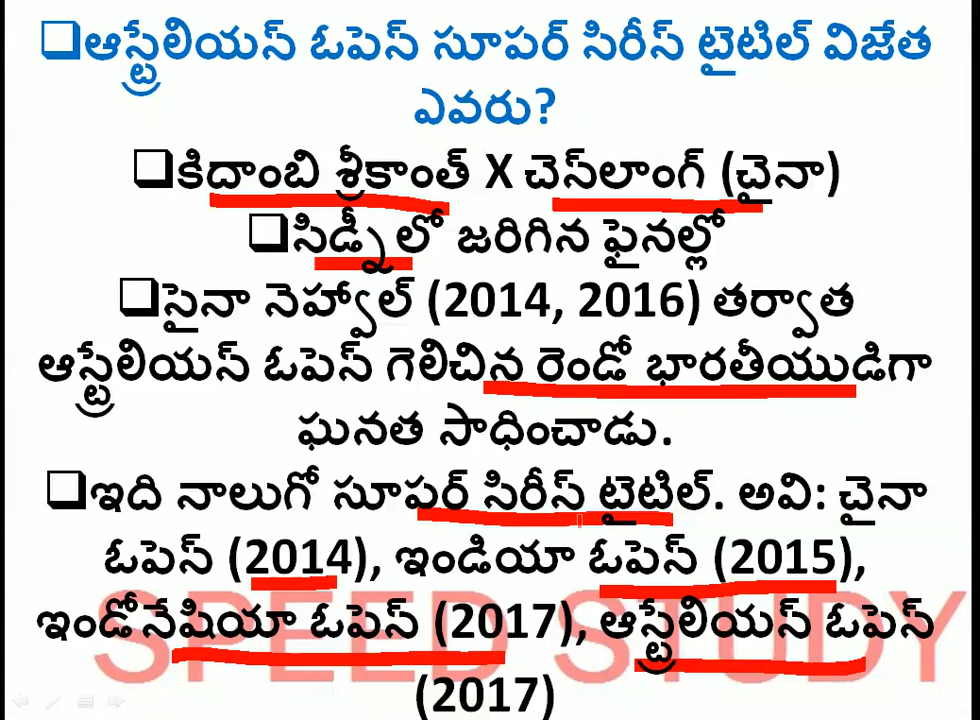 ❑ఆస్ట్రేలియన్ ఓపెన్ సూపర్ సిరీస్ టైటిల్ విజేత
ఎవరు?
❑కిదాంబి శ్రీకాంత్ X చెన్‌లాంగ్ (చైనా)
❑సిడ్నీలో జరిగిన ఫైనల్లో
❑సైనా నెహ్వాల్ (2014, 2016) తర్వాత
ఆస్ట్రేలియన్ ఓపెన్ గెలిచిన రెండో భారతీయుడిగా
ఘనత సాధించాడు.
❑ఇది నాలుగో సూపర్ సిరీస్ టైటిల్. అవి: చైనా
ఓపెన్ (2014), ఇండియా ఓపెన్ (2015),
ఇండోనేషియా ఓపెన్ (2017), ఆస్ట్రేలియన్ ఓపెన్
(2017)
SPEED STUDY